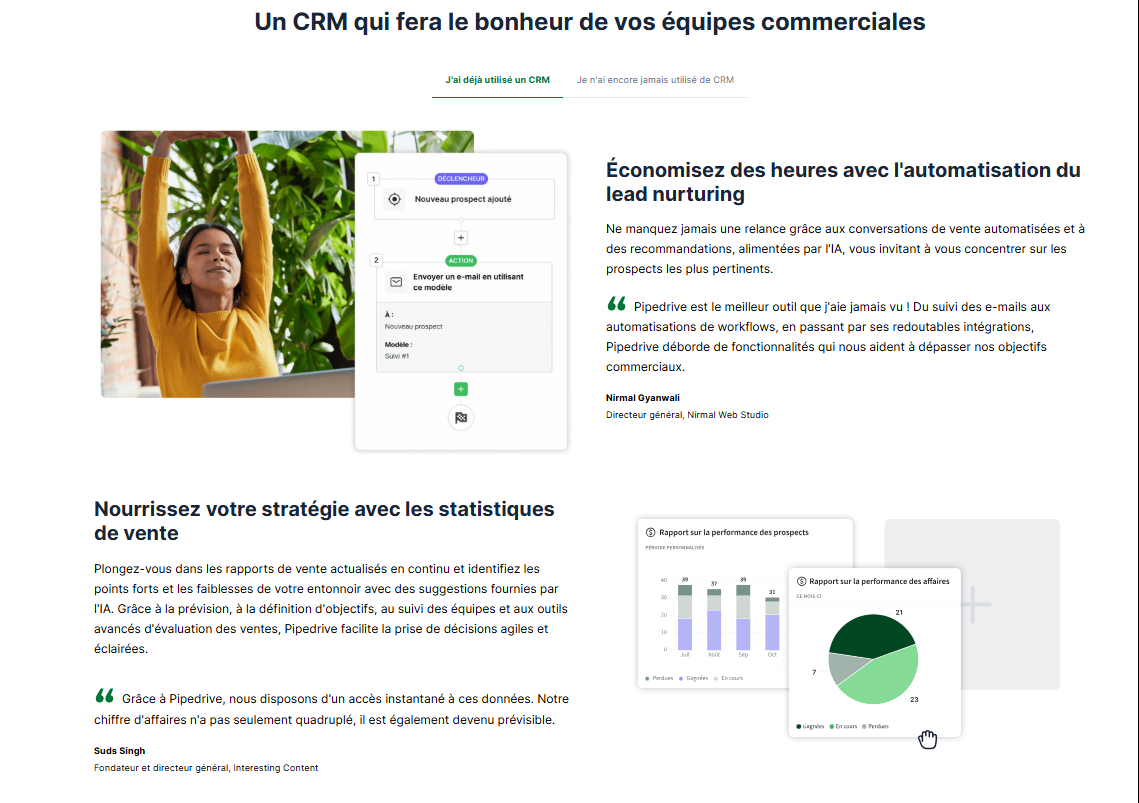 Un CRM qui fera le bonheur de vos équipes commerciales
J'ai déjà utilisé un CRM
Je n'ai encore jamais utilisé de CRM
1
DÉCLENCHEUR
Nouveau prospect ajouté
+
2
ACTION
Envoyer un e-mail en utilisant
ce modèle
À :
Nouveau prospect
Modèle :
Suivi #1
+
Économisez des heures avec l'automatisation du
lead nurturing
Ne manquez jamais une relance grâce aux conversations de vente automatisées et à
des recommandations, alimentées par l'IA, vous invitant à vous concentrer sur les
prospects les plus pertinents.
“ Pipedrive est le meilleur outil que j'aie jamais vu ! Du suivi des e-mails aux
automatisations de workflows, en passant par ses redoutables intégrations,
Pipedrive déborde de fonctionnalités qui nous aident à dépasser nos objectifs
commerciaux.
Nirmal Gyanwali
Directeur général, Nirmal Web Studio
Nourrissez votre stratégie avec les statistiques
de vente
Plongez-vous dans les rapports de vente actualisés en continu et identifiez les
points forts et les faiblesses de votre entonnoir avec des suggestions fournies par
l'IA. Grâce à la prévision, à la définition d'objectifs, au suivi des équipes et aux outils
avancés d'évaluation des ventes, Pipedrive facilite la prise de décisions agiles et
éclairées.
“ Grâce à Pipedrive, nous disposons d'un accès instantané à ces données. Notre
chiffre d'affaires n'a pas seulement quadruplé, il est également devenu prévisible.
Suds Singh
Fondateur et directeur général, Interesting Content
Rapport sur la performance des prospects
PÉRIODE PERSONNALISÉE
40
30
20
10
0
39
37
39
31
Juil
Août
Sep
Oct
Perdues
Gagnées
En cours
Rapport sur la performance des affaires
CE MOIS-CI
21
7
23
Gagnées
En cours
Perdues